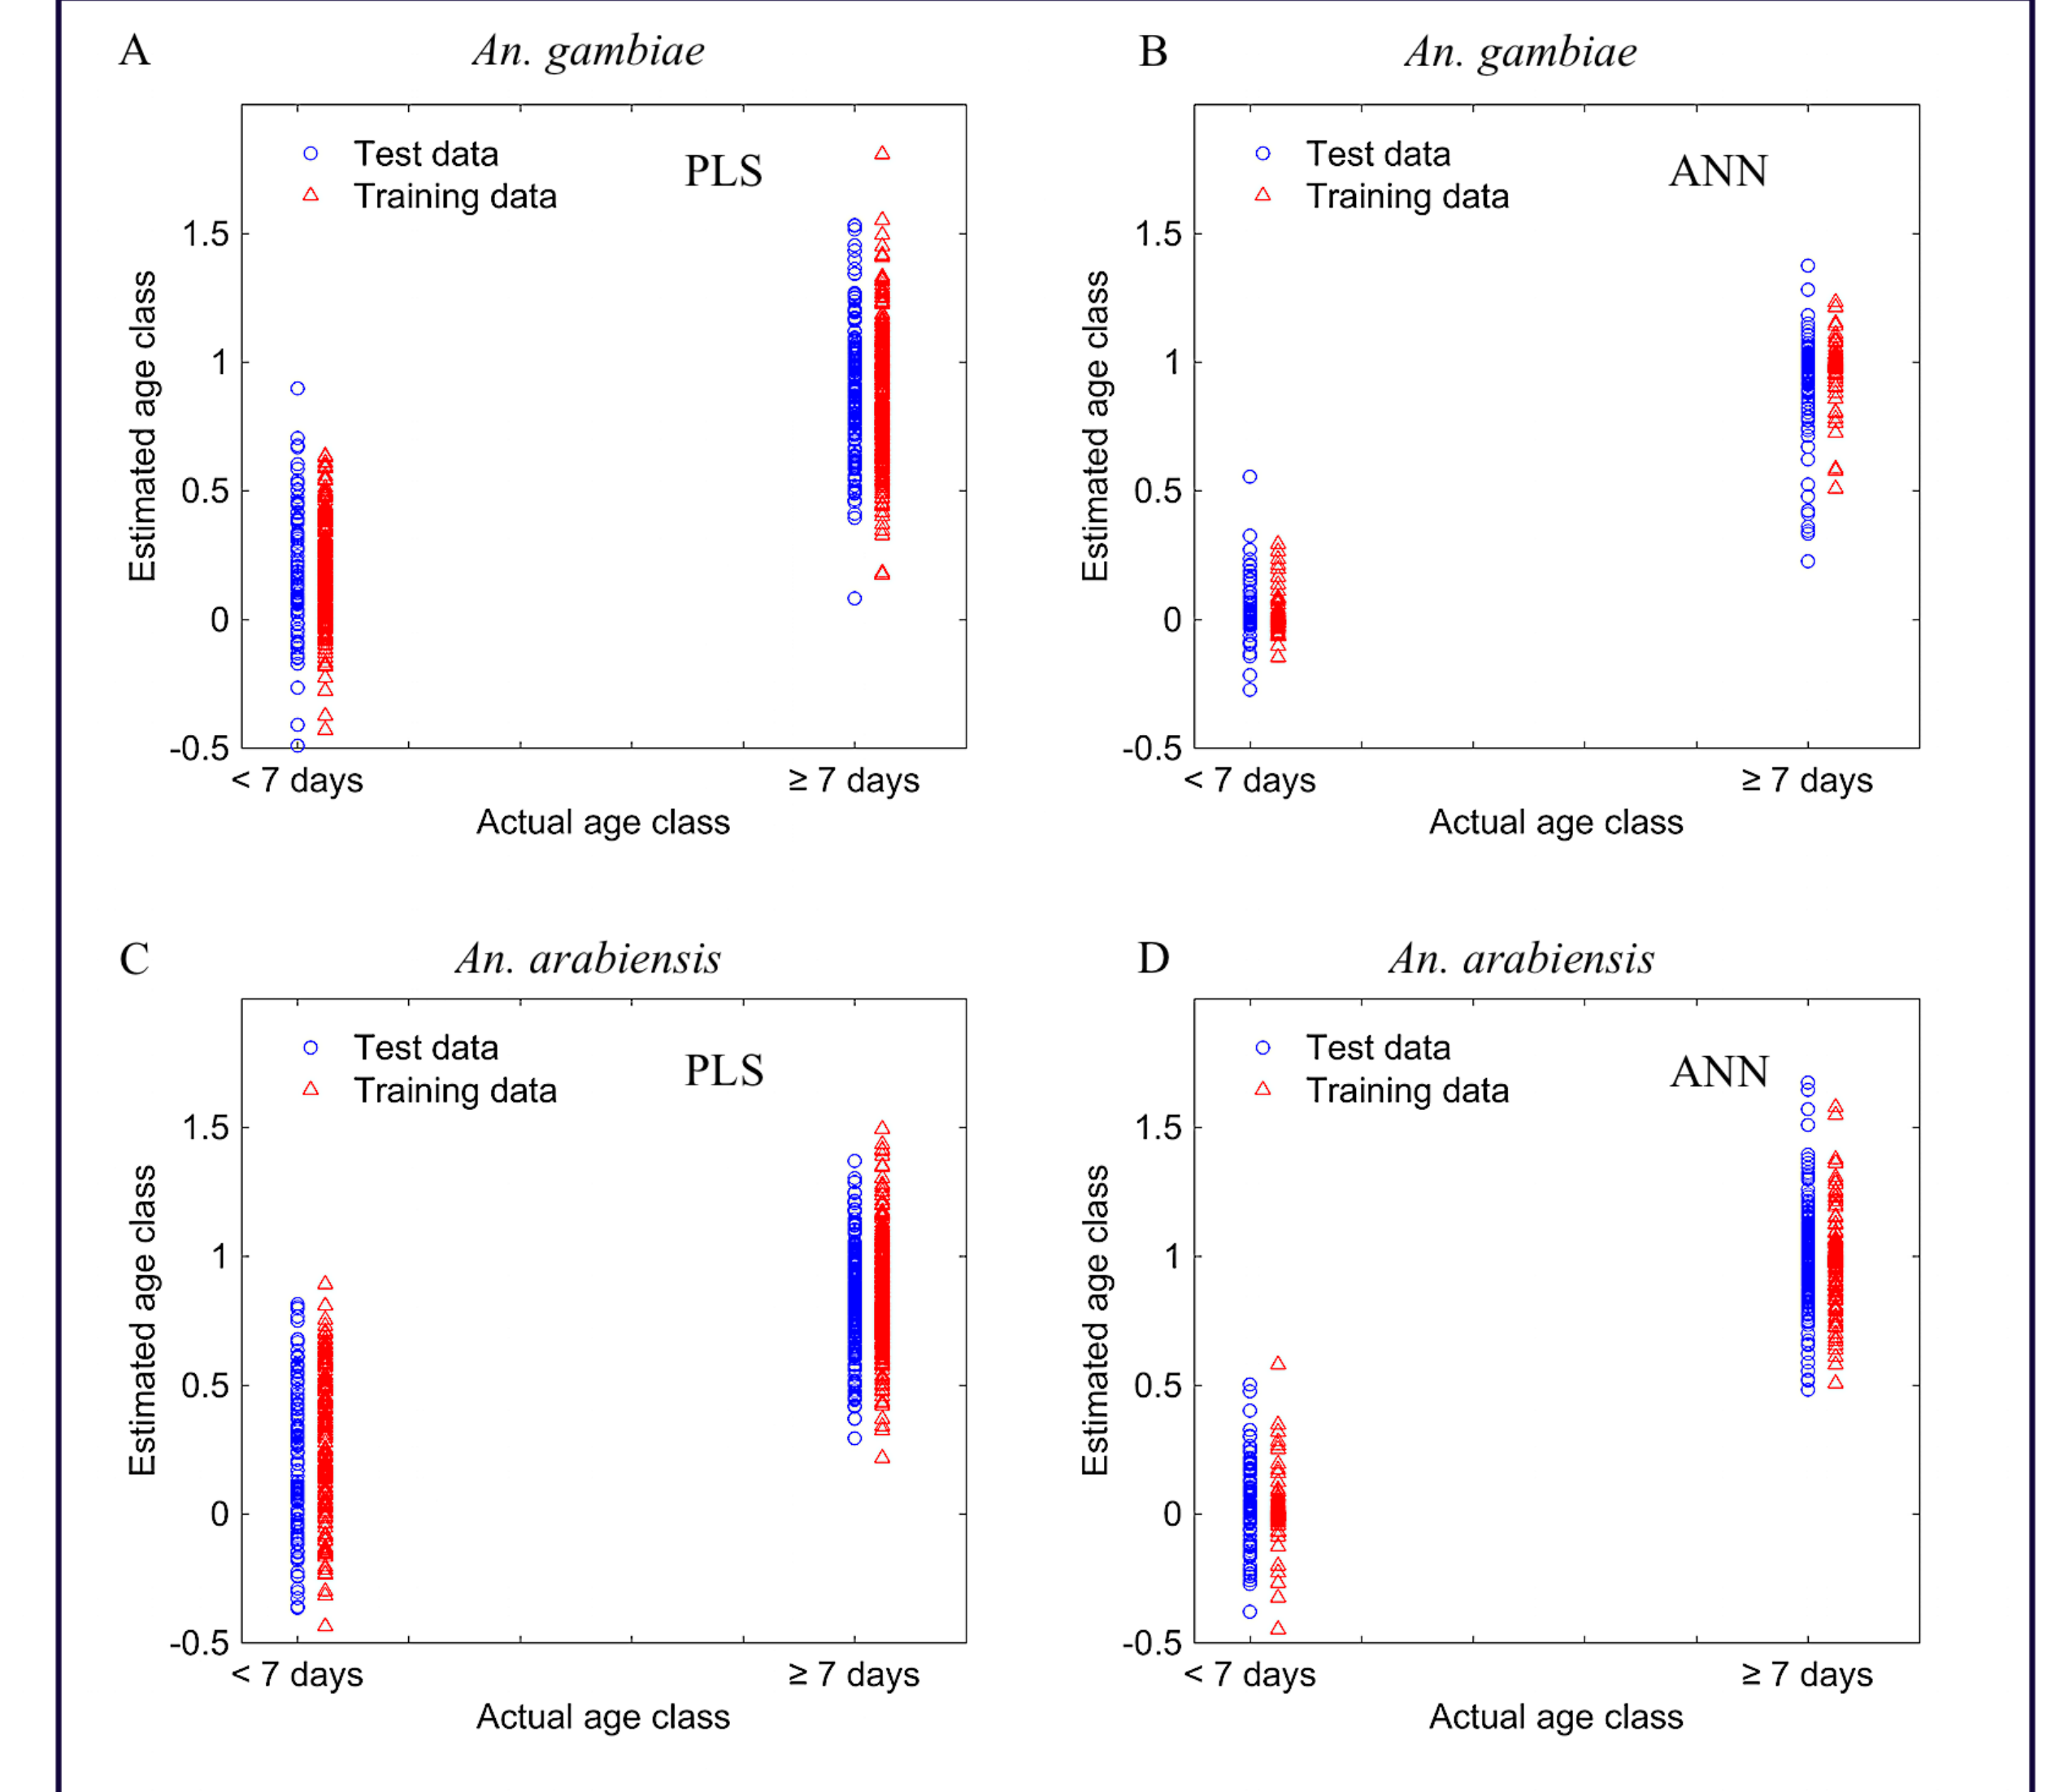 A An. gambiae
Test data
Training data
PLS
1.5
1
0.5
0
-0.5
Estimated age class
< 7 days ≥ 7 days
Actual age class
B An. gambiae
Test data
Training data
ANN
1.5
1
0.5
0
-0.5
Estimated age class
< 7 days ≥ 7 days
Actual age class
C An. arabiensis
Test data
Training data
PLS
1.5
1
0.5
0
-0.5
Estimated age class
< 7 days ≥ 7 days
Actual age class
D An. arabiensis
Test data
Training data
ANN
1.5
1
0.5
0
-0.5
Estimated age class
< 7 days ≥ 7 days
Actual age class